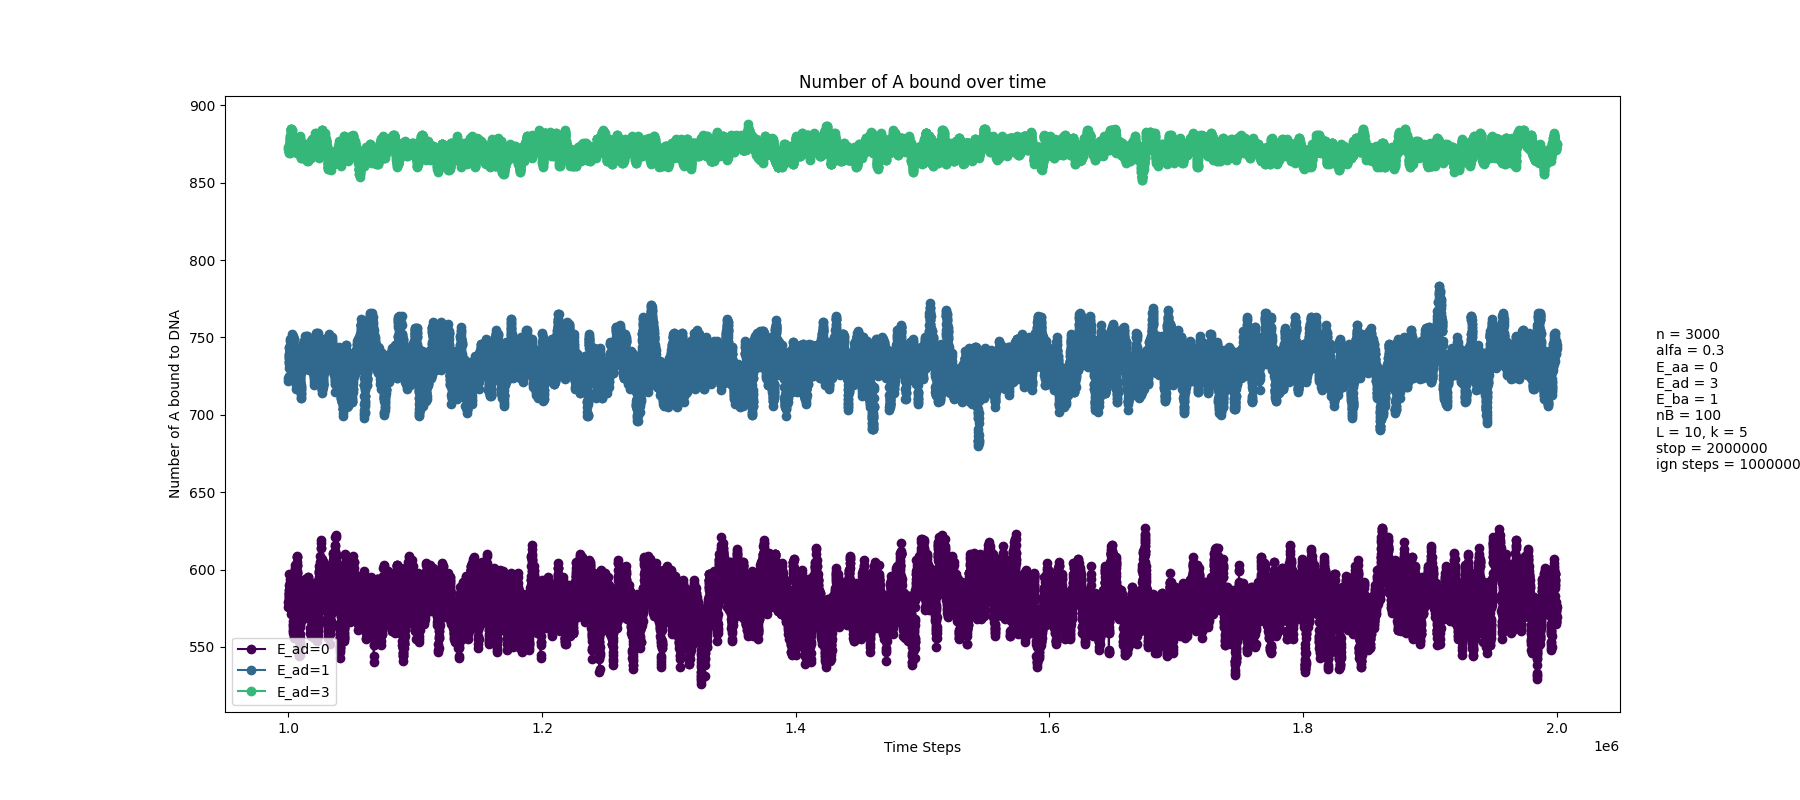 Number of A bound over time
Number of A bound to DNA
900
850
800
750
700
650
600
550
E_ad=0
E_ad=1
E_ad=3
1.0
1.2
1.4
1.6
1.8
2.0
1e6
Time Steps
n = 3000
alfa = 0.3
E_aa = 0
E_ad = 3
E_ba = 1
nB = 100
L = 10, k = 5
stop = 2000000
ign steps = 1000000